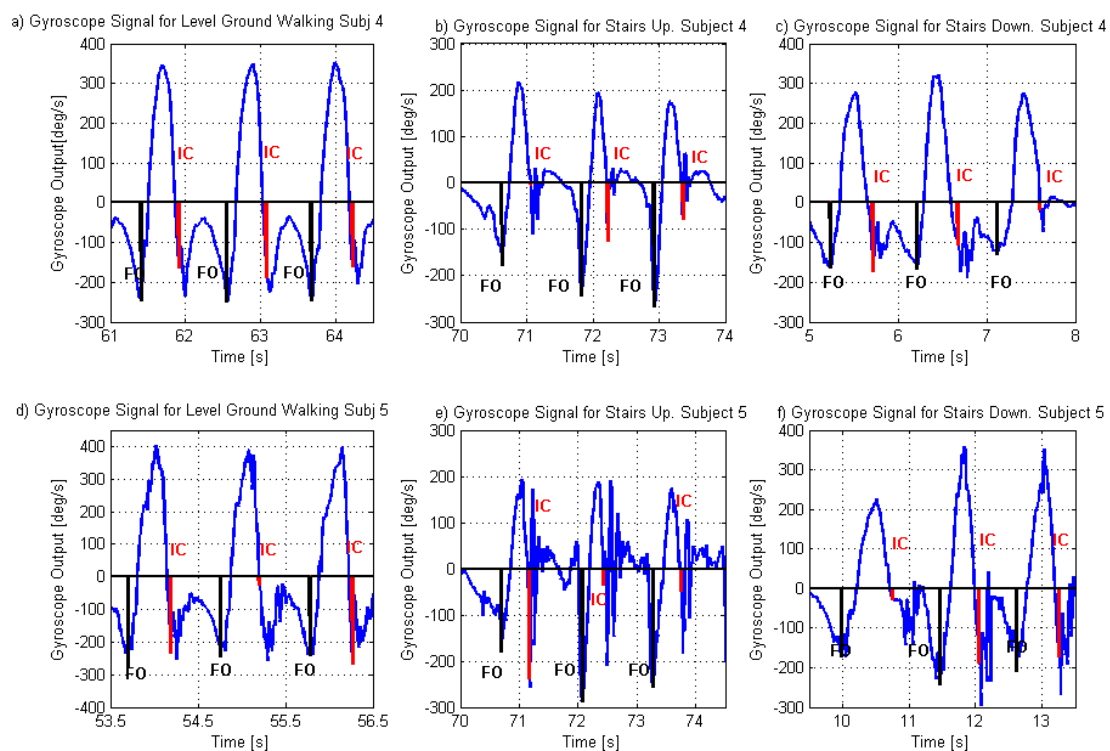 a) Gyroscope Signal for Level Ground Walking Subj 4
Gyroscope Output[deg/s]
400
300
200
100
0
-100
-200
-300
IC
IC
IC
FO
FO
FO
61
62
63
64
Time [s]
b) Gyroscope Signal for Stairs Up. Subject 4
Gyroscope Output [deg/s]
300
200
100
0
-100
-200
-300
IC
IC
IC
FO
FO
FO
70
71
72
73
74
Time [s]
c) Gyroscope Signal for Stairs Down. Subject 4
Gyroscope Output [deg/s]
400
300
200
100
0
-100
-200
-300
IC
IC
IC
FO
FO
FO
5
6
7
8
Time [s]
d) Gyroscope Signal for Level Ground Walking Subj 5
Gyroscope Output [deg/s]
400
300
200
100
0
-100
-200
-300
-400
IC
IC
IC
FO
FO
FO
53.5
54.5
55.5
56.5
Time [s]
e) Gyroscope Signal for Stairs Up. Subject 5
Gyroscope Output [deg/s]
300
200
100
0
-100
-200
-300
IC
IC
IC
FO
FO
FO
70
71
72
73
74
Time [s]
f) Gyroscope Signal for Stairs Down. Subject 5
Gyroscope Output [deg/s]
400
300
200
100
0
-100
-200
-300
IC
IC
IC
FO
FO
FO
10
11
12
13
Time [s]